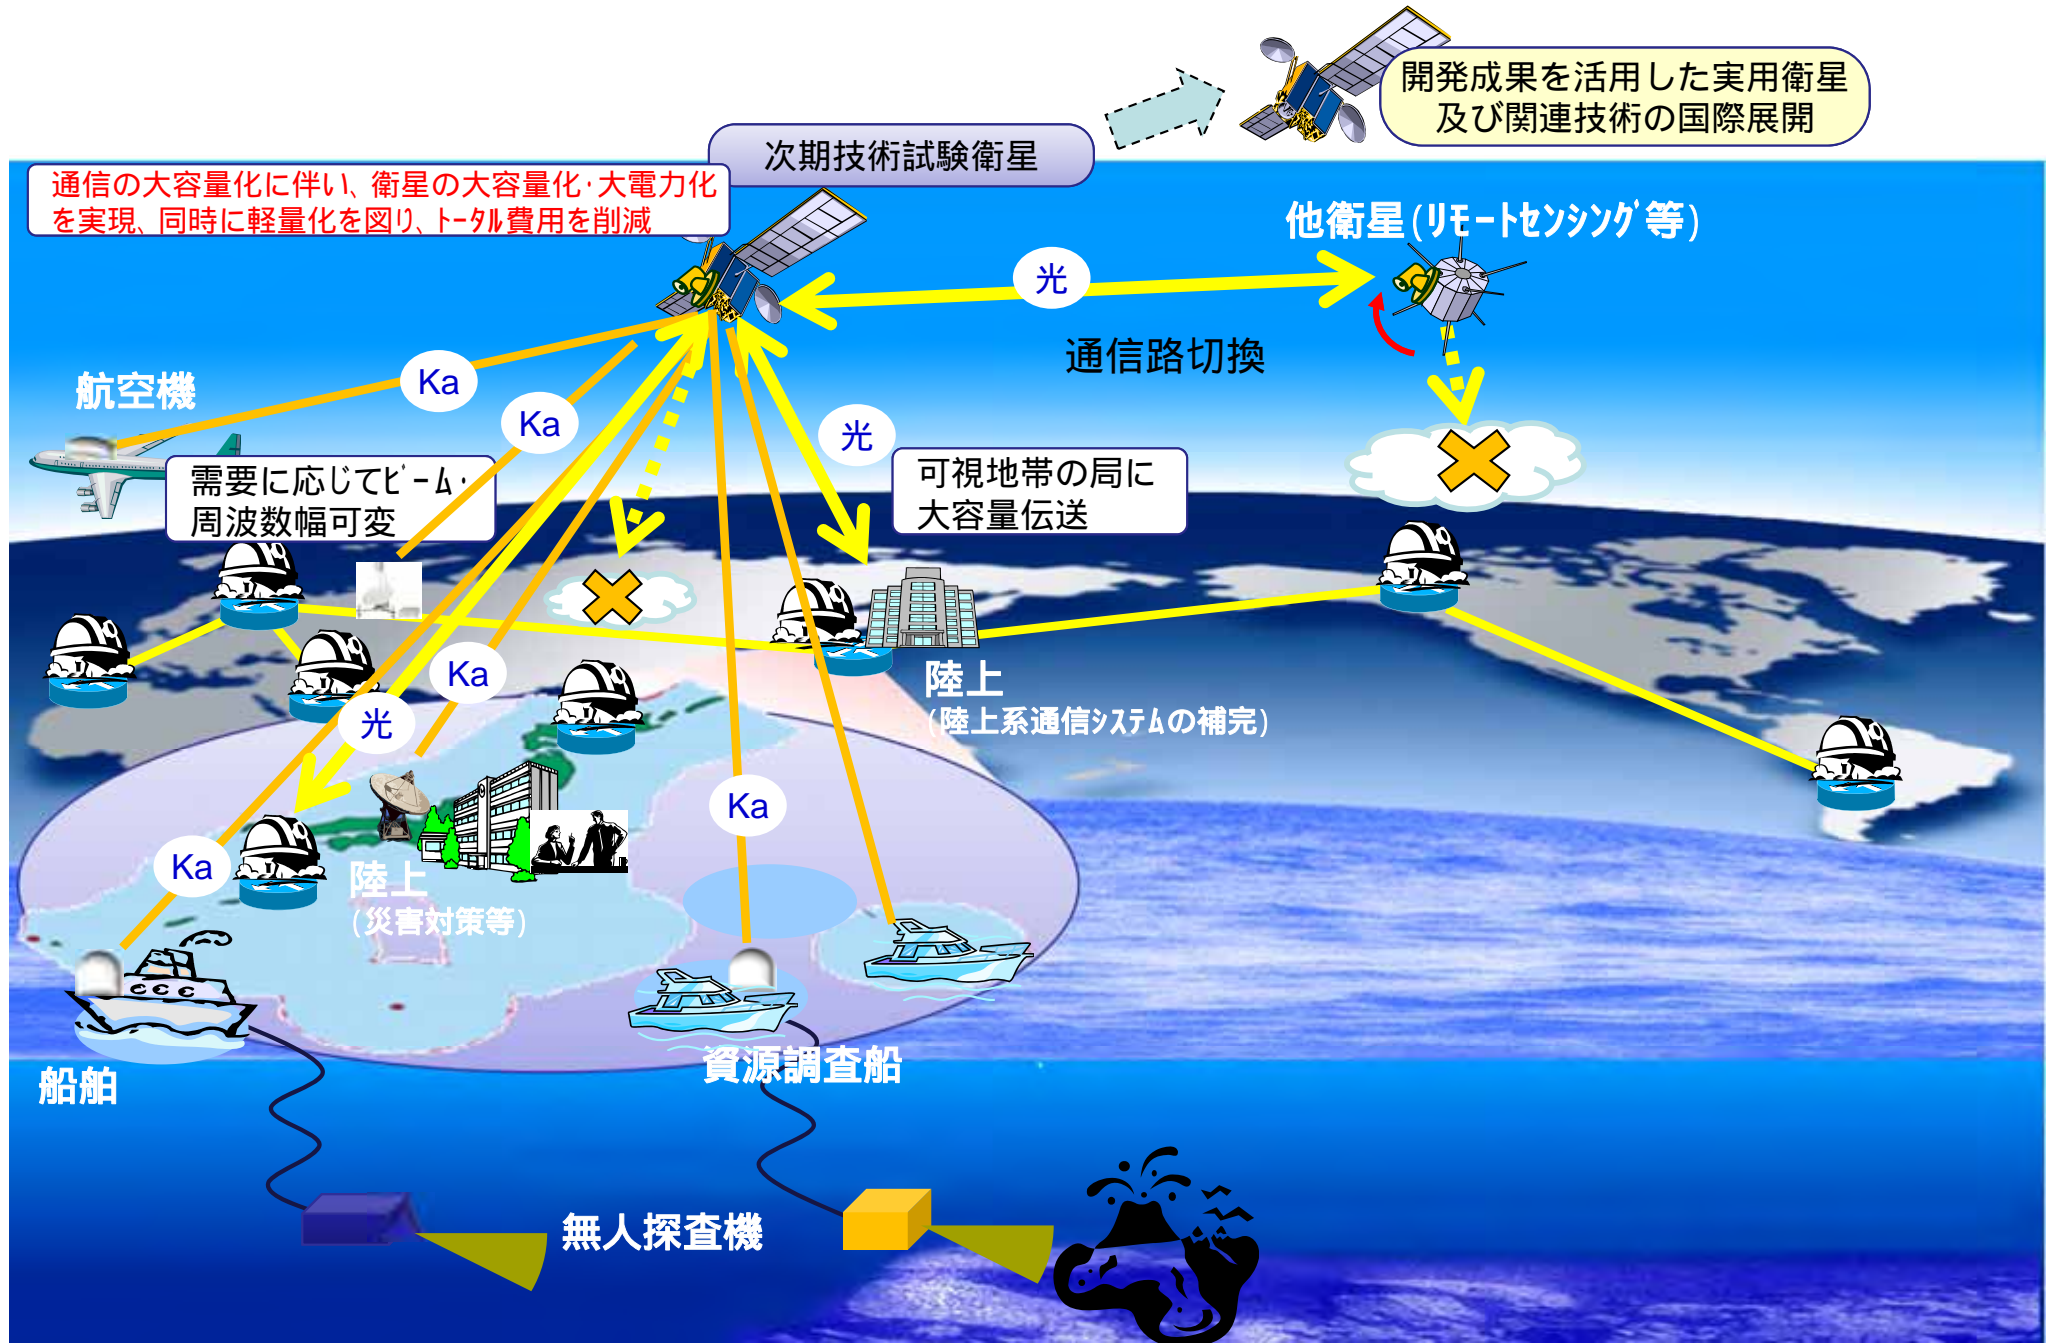 開発成果を活用した実用衛星
及び関連技術の国際展開
次期技術試験衛星
通信の大容量化に伴い、衛星の大容量化･大電力化
を実現、同時に軽量化を図り、ﾄｰﾀﾙ費用を削減
他衛星(ﾘﾓｰﾄｾﾝｼﾝｸﾞ等)
光
通信路切換
航空機
Ka
Ka
光
需要に応じてﾋﾞｰﾑ･
周波数幅可変
可視地帯の局に
大容量伝送
Ka
陸上
(陸上系通信ｼｽﾃﾑの補完)
光
Ka
Ka
陸上
(災害対策等)
資源調査船
船舶
無人探査機